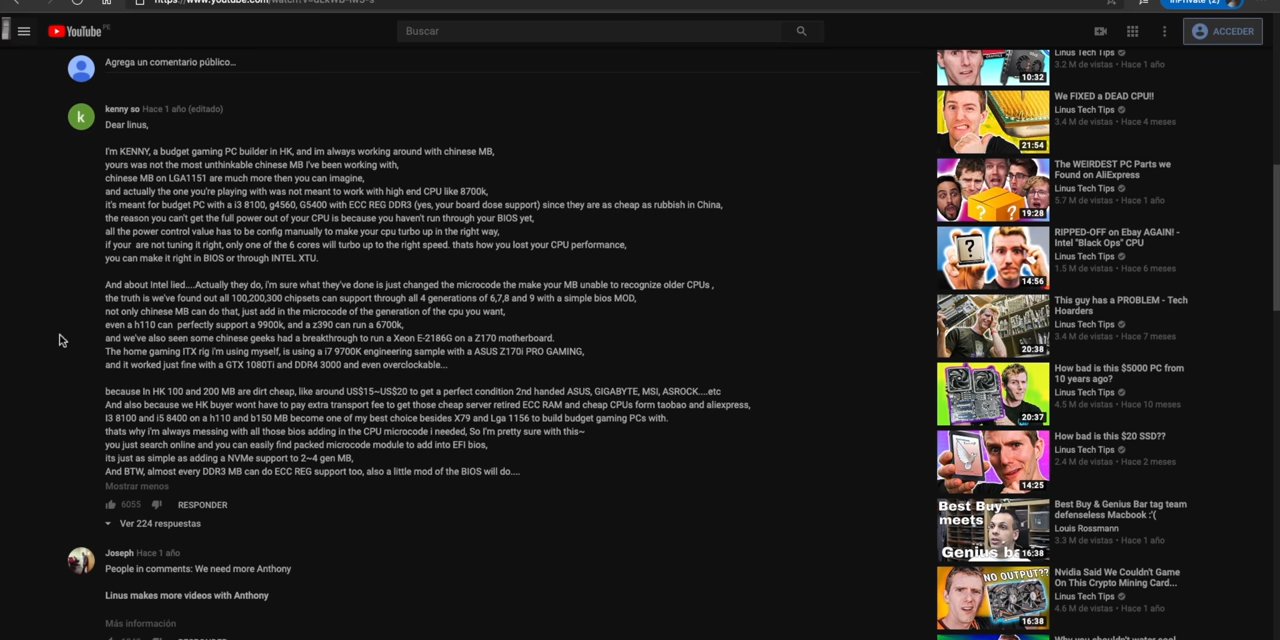 InPrivate (2)
YouTube PE
Buscar
ACCEDER
Agrega un comentario público...
kenny so Hace 1 año (editado)
Dear linus,
I'm KENNY, a budget gaming PC builder in HK, and im always working around with chinese MB,
yours was not the most unthinkable chinese MB I've been working with,
chinese MB on LGA1151 are much more then you can imagine,
and actually the one you're playing with was not meant to work with high end CPU like 8700k,
it's meant for budget PC with a i3 8100, g4560, G5400 with ECC REG DDR3 (yes, your board dose support) since they are as cheap as rubbish in China,
the reason you can't get the full power out of your CPU is because you haven't run through your BIOS yet,
all the power control value has to be config manually to make your cpu turbo up in the right way,
if your are not tuning it right, only one of the 6 cores will turbo up to the right speed. thats how you lost your CPU performance,
you can make it right in BIOS or through INTEL XTU.
And about Intel lied....Actually they do, i'm sure what they've done is just changed the microcode the make your MB unable to recognize older CPUs ,
the truth is we've found out all 100,200,300 chipsets can support through all 4 generations of 6,7,8 and 9 with a simple bios MOD,
not only chinese MB can do that, just add in the microcode of the generation of the cpu you want,
even a h110 can perfectly support a 9900k, and a z390 can run a 6700k,
and we've also seen some chinese geeks had a breakthrough to run a Xeon E-2186G on a Z170 motherboard.
The home gaming ITX rig i'm using myself, is using a i7 9700K engineering sample with a ASUS Z170i PRO GAMING,
and it worked just fine with a GTX 1080Ti and DDR4 3000 and even overclockable...
because In HK 100 and 200 MB are dirt cheap, like around US$15~US$20 to get a perfect condition 2nd handed ASUS, GIGABYTE, MSI, ASROCK....etc
And also because we HK buyer wont have to pay extra transport fee to get those cheap server retired ECC RAM and cheap CPUs form taobao and aliexpress,
I3 8100 and i5 8400 on a h110 and b150 MB become one of my best choice besides X79 and Lga 1156 to build budget gaming PCs with.
thats why i'm always messing with all those bios adding in the CPU mircocode i needed, So I'm pretty sure with this~
you just search online and you can easily find packed microcode module to add into EFI bios,
its just as simple as adding a NVMe support to 2~4 gen MB,
And BTW, almost every DDR3 MB can do ECC REG support too, also a little mod of the BIOS will do....
Mostrar menos
6055 RESPONDER
Ver 224 respuestas
Joseph Hace 1 año
People in comments: We need more Anthony
Linus makes more videos with Anthony
Más información
RESPONDER
Linus Tech Tips
3.2 M de vistas • Hace 1 año
10:32
We FIXED a DEAD CPU!!
Linus Tech Tips
3.4 M de vistas • Hace 4 meses
21:54
The WEIRDEST PC Parts we
Found on AliExpress
Linus Tech Tips
5.7 M de vistas • Hace 1 año
19:28
RIPPED-OFF on Ebay AGAIN! -
Intel "Black Ops" CPU
Linus Tech Tips
1.5 M de vistas • Hace 6 meses
14:56
This guy has a PROBLEM - Tech
Hoarders
Linus Tech Tips
3.4 M de vistas • Hace 7 meses
20:38
How bad is this $5000 PC from
10 years ago?
Linus Tech Tips
4.5 M de vistas • Hace 10 meses
20:37
How bad is this $20 SSD??
Linus Tech Tips
2.4 M de vistas • Hace 2 meses
14:25
Best Buy
meets
Genius ba
16:38
Best Buy & Genius Bar tag team
defenseless Macbook :'(
Louis Rossmann
3.3 M de vistas • Hace 1 año
NO OUTPUT??
16:38
Nvidia Said We Couldn't Game
On This Crypto Mining Card...
Linus Tech Tips
4.6 M de vistas • Hace 1 año